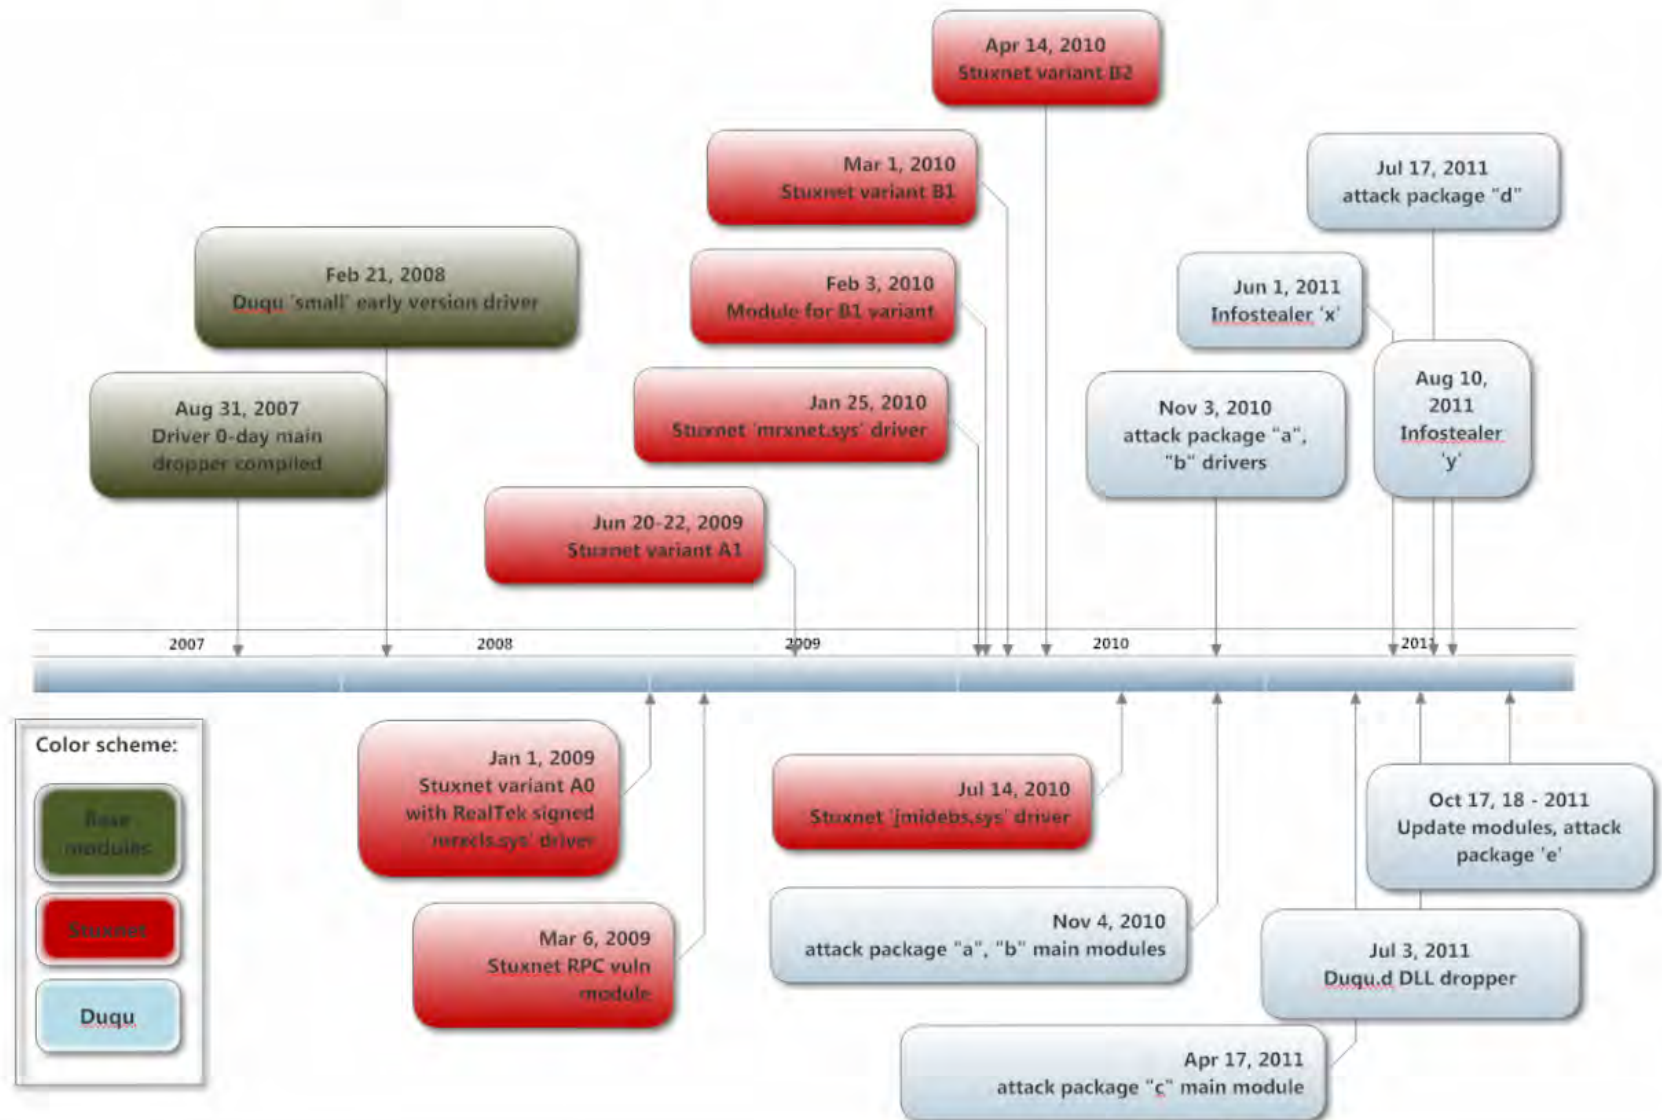 Apr 14, 2010
Stuxnet variant B2
Mar 1, 2010
Stuxnet variant B1
Jul 17, 2011
attack package "d"
Feb 21, 2008
Duqu 'small' early version driver
Feb 3, 2010
Module for B1 variant
Jun 1, 2011
Infostealer 'x'
Aug 31, 2007
Driver 0-day main
dropper compiled
Jan 25, 2010
Stuxnet 'mrxnet.sys' driver
Nov 3, 2010
attack package "a",
"b" drivers
Aug 10,
2011
Infostealer
'y'
Jun 20-22, 2009
Stuxnet variant A1
2007
2008
2009
2010
2011
Color scheme:
Base
modules
Stuxnet
Duqu
Jan 1, 2009
Stuxnet variant A0
with RealTek signed
'mrxcls.sys' driver
Mar 6, 2009
Stuxnet RPC vuln
module
Jul 14, 2010
Stuxnet 'jmidebs.sys' driver
Nov 4, 2010
attack package "a", "b" main modules
Oct 17, 18 - 2011
Update modules, attack
package 'e'
Jul 3, 2011
Duqu.d DLL dropper
Apr 17, 2011
attack package "c" main module